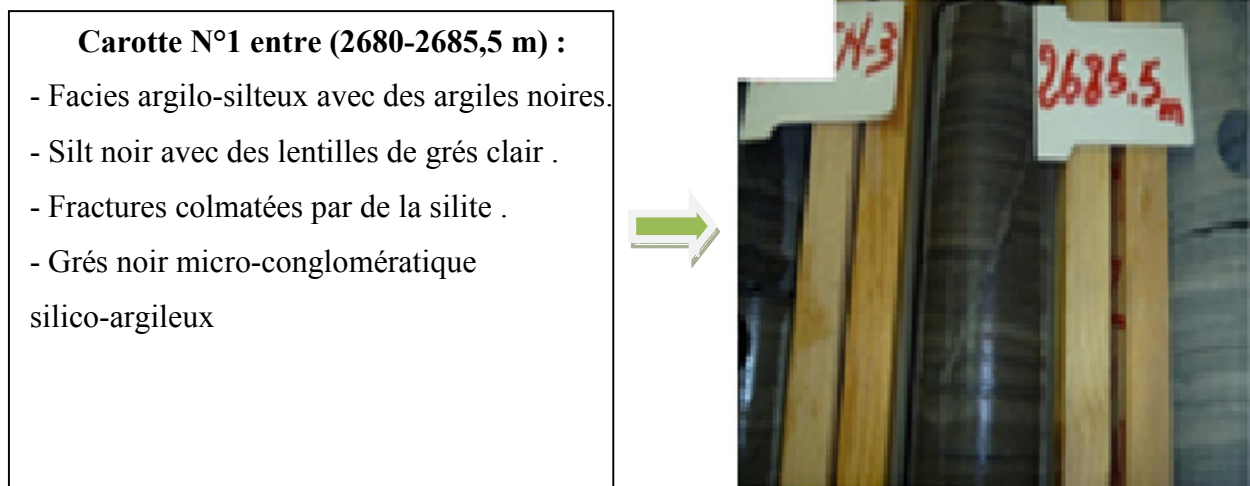 Carotte N°1 entre (2680-2685,5 m) :
- Facies argilo-silteux avec des argiles noires.
- Silt noir avec des lentilles de grés clair .
- Fractures colmatées par de la silite .
- Grés noir micro-conglomératique
silico-argileux
2685.5m